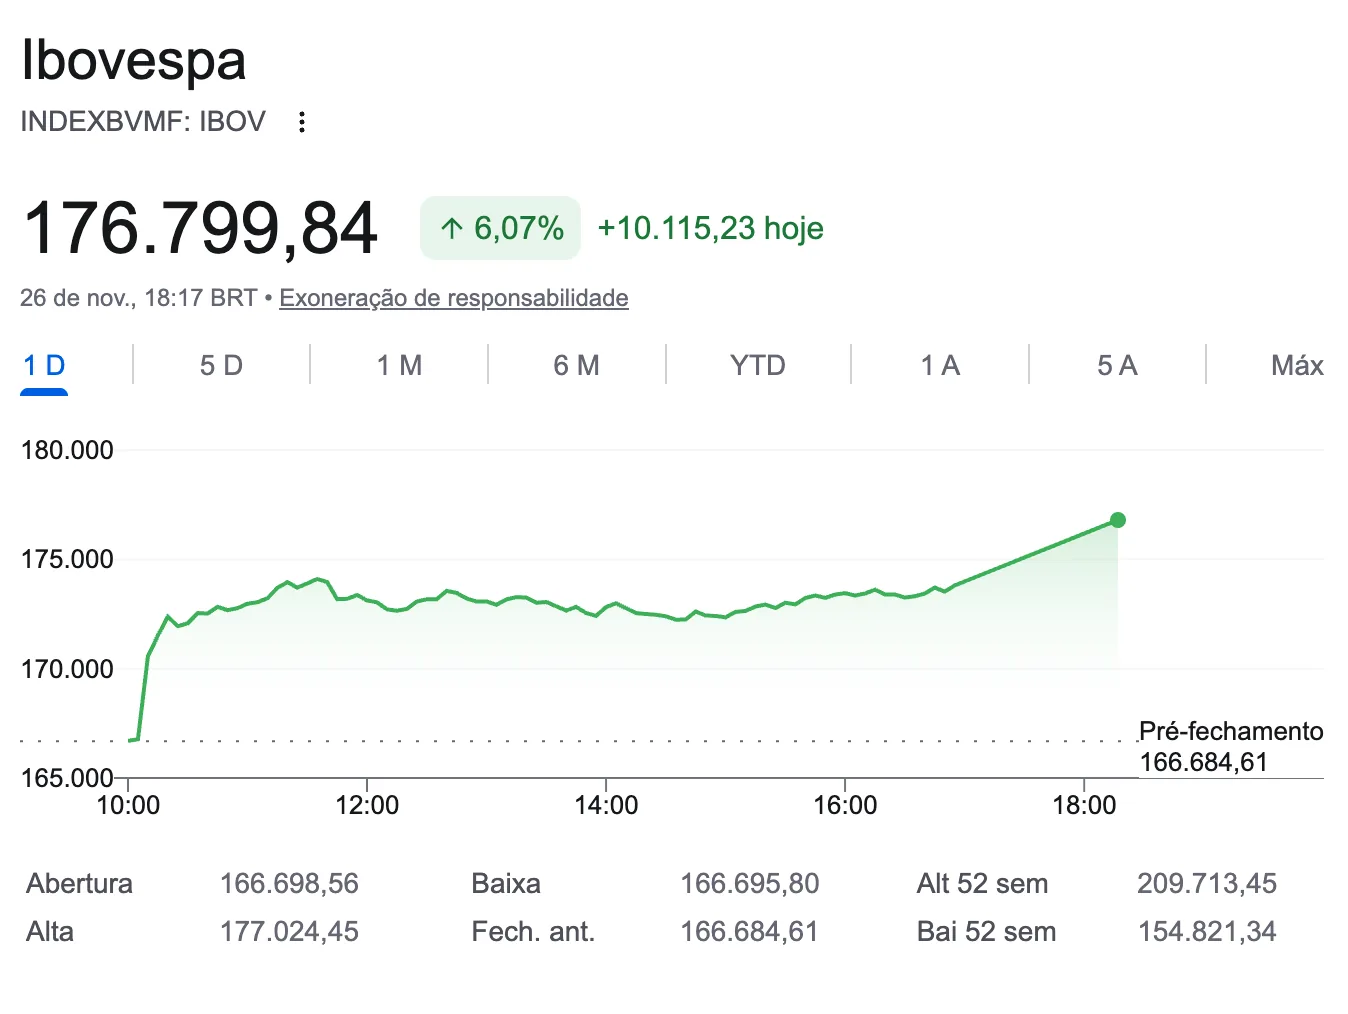 Ibovespa
INDEXBVMF: IBOV
176.799,84 ↑ 6,07% +10.115,23 hoje
26 de nov., 18:17 BRT • Exoneração de responsabilidade
1 D 5 D 1 M 6 M YTD 1 A 5 A Máx
180.000
175.000
170.000
Pré-fechamento
166.684,61
165.000
10:00 12:00 14:00 16:00 18:00
Abertura 166.698,56 Baixa 166.695,80 Alt 52 sem 209.713,45
Alta 177.024,45 Fech. ant. 166.684,61 Bai 52 sem 154.821,34